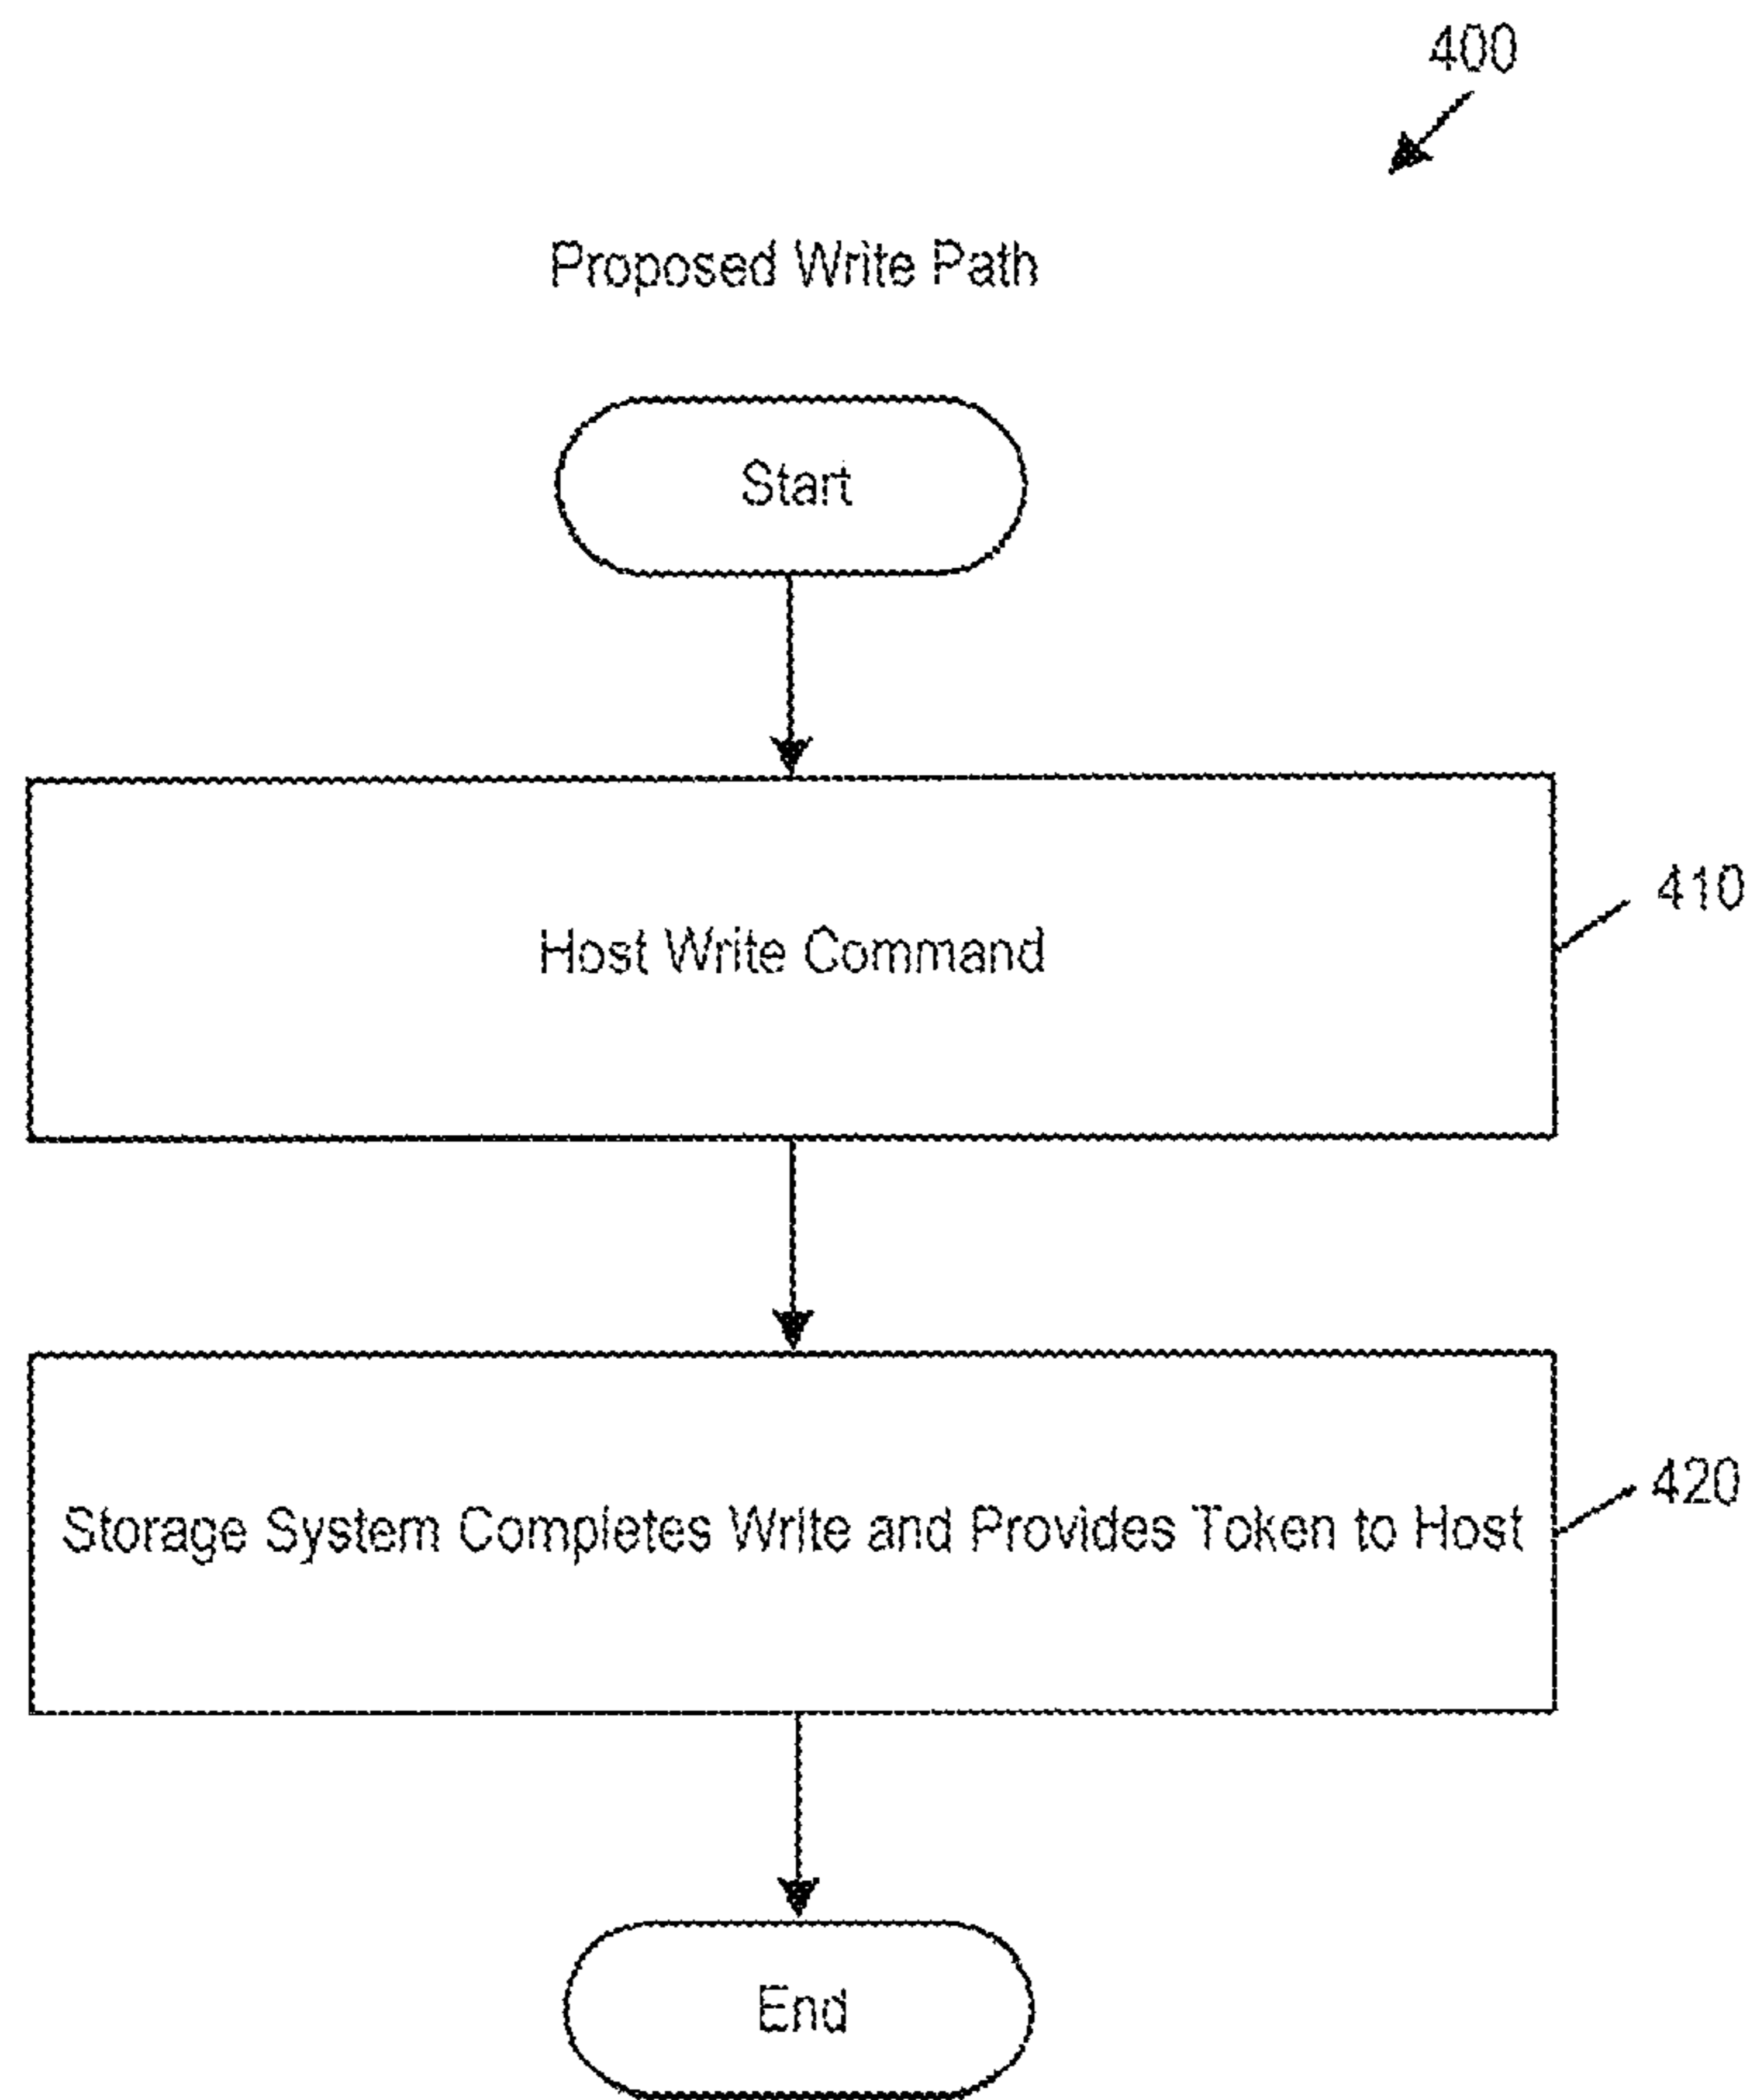 400
Proposed Write Path
Start
Host Write Command
410
Storage System Completes Write and Provides Token to Host
420
End